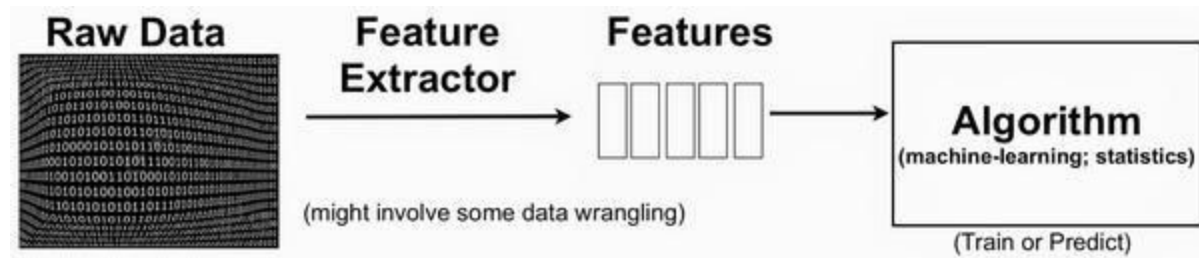 Raw Data
Feature
Extractor
Features
Algorithm
(machine-learning; statistics)
(might involve some data wrangling)
(Train or Predict)